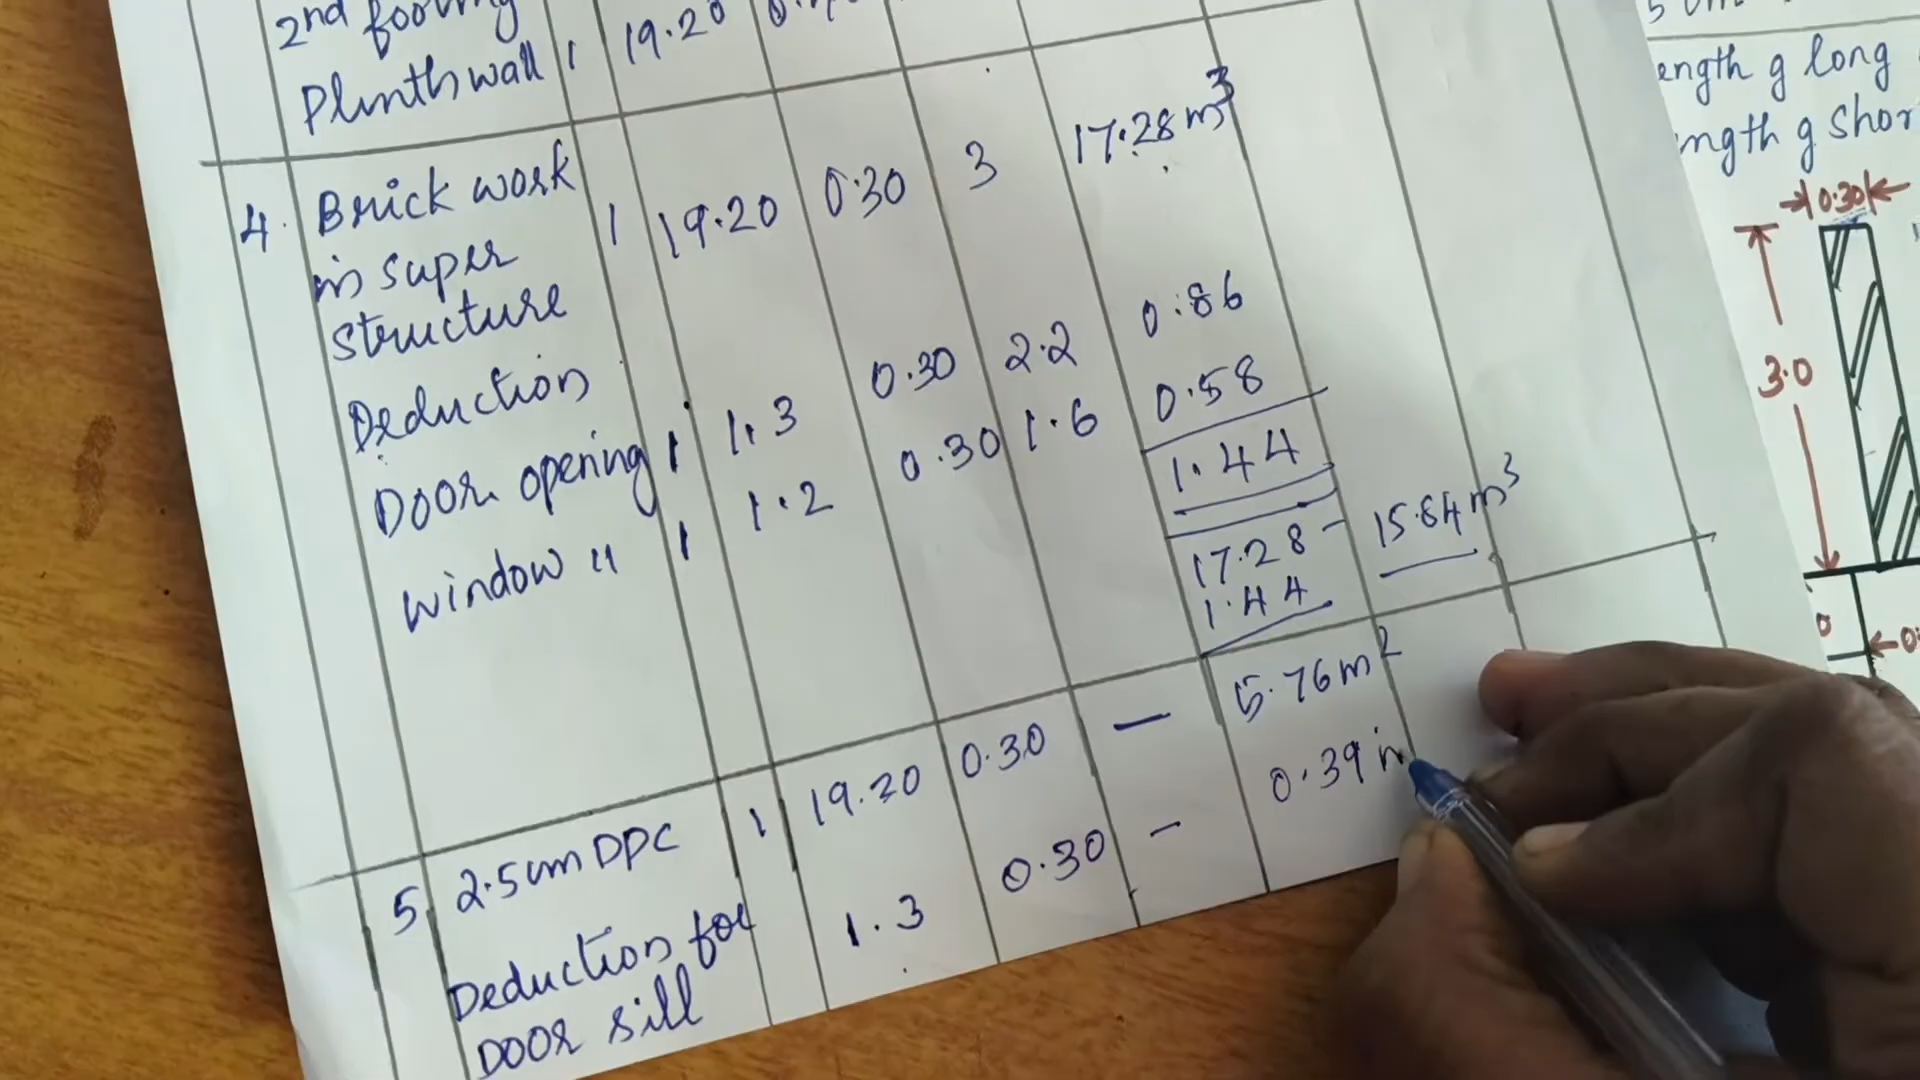 2nd footing
Plinth wall 1 19.20
4. Brick work 1 19.20 0.30 3 17.28 m³
in super
structure
Deduction
Door opening 1 1.3 0.30 2.2 0.86
window 11 1 1.2 0.30 1.6 0.58
1.44
17.28 - 15.84 m³
1.44
5 2.5cm DPC 1 19.20 0.30 — 5.76 m²
Deduction for 1.3 0.30 — 0.39 m
Door sill
ength of long
ngth of shor
0.30
3.0